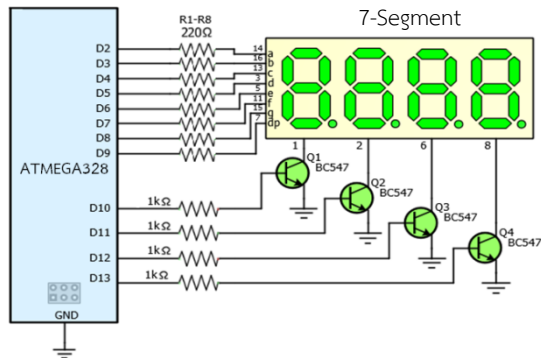 7-Segment
R1-R8
220Ω
D2
D3
D4
D5
D6
D7
D8
D9
14 a
16 b
13 c
3 d
5 e
11 f
15 g
7 dp
ATMEGA328
1
2
6
8
Q1
BC547
Q2
BC547
Q3
BC547
Q4
BC547
D10 1kΩ
D11 1kΩ
D12 1kΩ
D13 1kΩ
GND